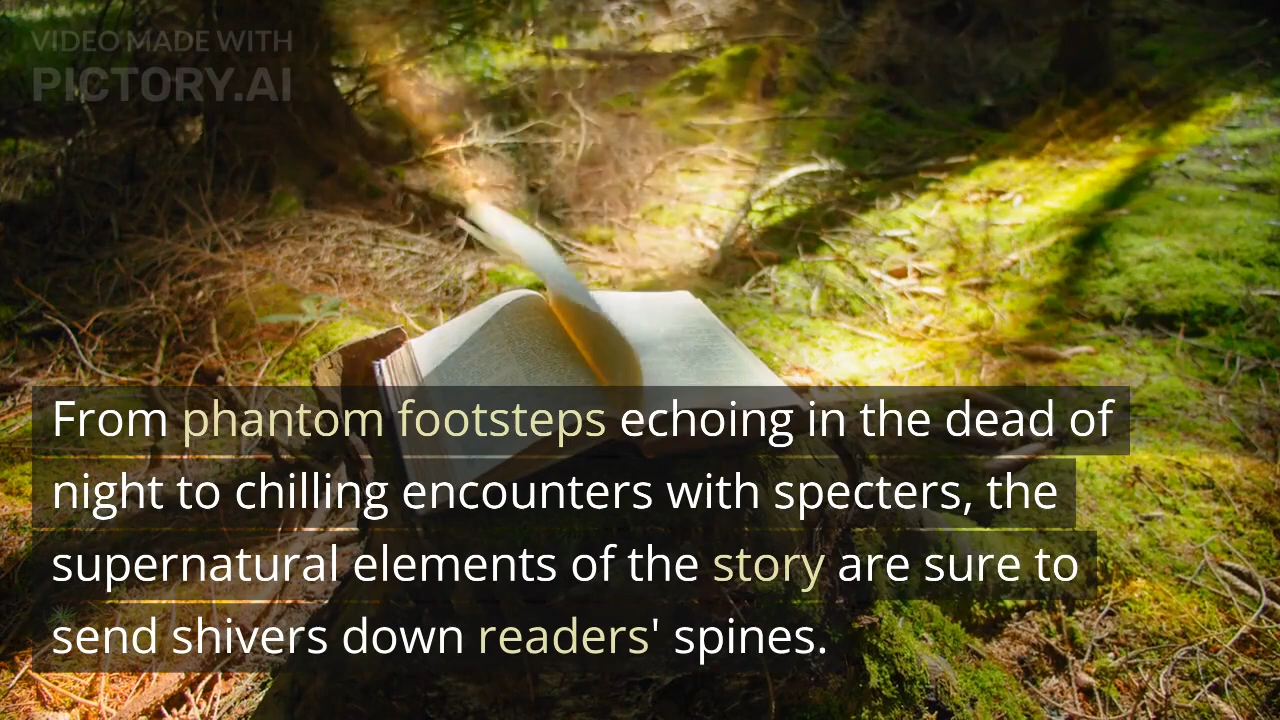 VIDEO MADE WITH
PICTORY.AI
From phantom footsteps echoing in the dead of
night to chilling encounters with specters, the
supernatural elements of the story are sure to
send shivers down readers' spines.